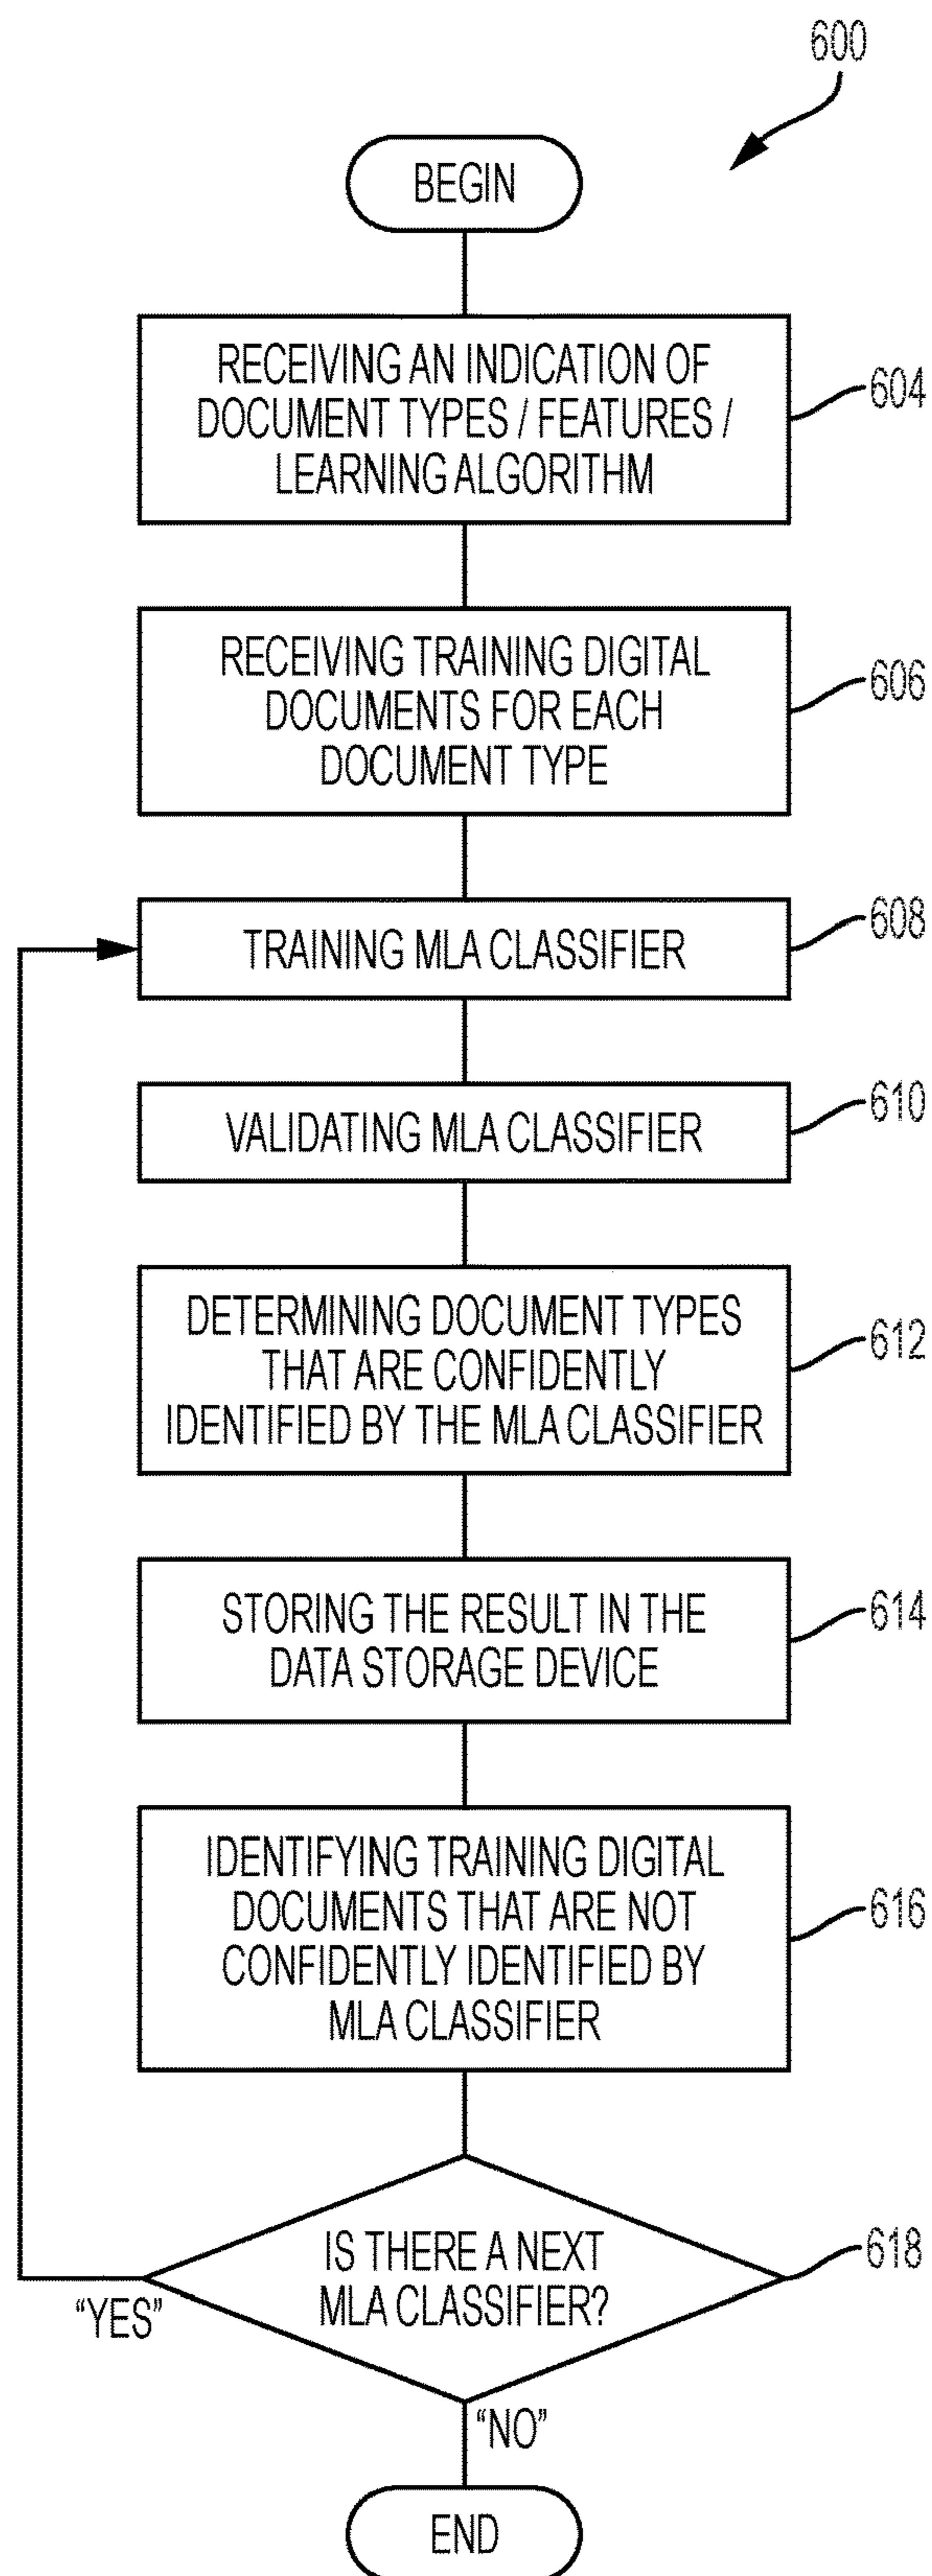 600
BEGIN
RECEIVING AN INDICATION OF
DOCUMENT TYPES / FEATURES /
LEARNING ALGORITHM
604
RECEIVING TRAINING DIGITAL
DOCUMENTS FOR EACH
DOCUMENT TYPE
606
TRAINING MLA CLASSIFIER
608
VALIDATING MLA CLASSIFIER
610
DETERMINING DOCUMENT TYPES
THAT ARE CONFIDENTLY
IDENTIFIED BY THE MLA CLASSIFIER
612
STORING THE RESULT IN THE
DATA STORAGE DEVICE
614
IDENTIFYING TRAINING DIGITAL
DOCUMENTS THAT ARE NOT
CONFIDENTLY IDENTIFIED BY
MLA CLASSIFIER
616
IS THERE A NEXT
MLA CLASSIFIER?
618
“YES”
“NO”
END